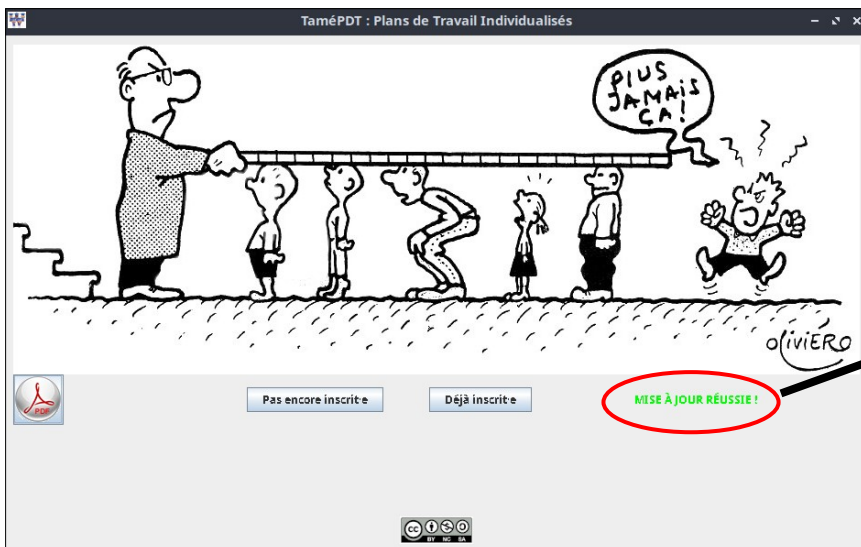 TaméPDT : Plans de Travail Individualisés
PlUS
JAMAiS
ÇA!
OliViERO
PDF
Pas encore inscrit·e
Déjà inscrit·e
MISE À JOUR RÉUSSIE !
cc
BY NC SA